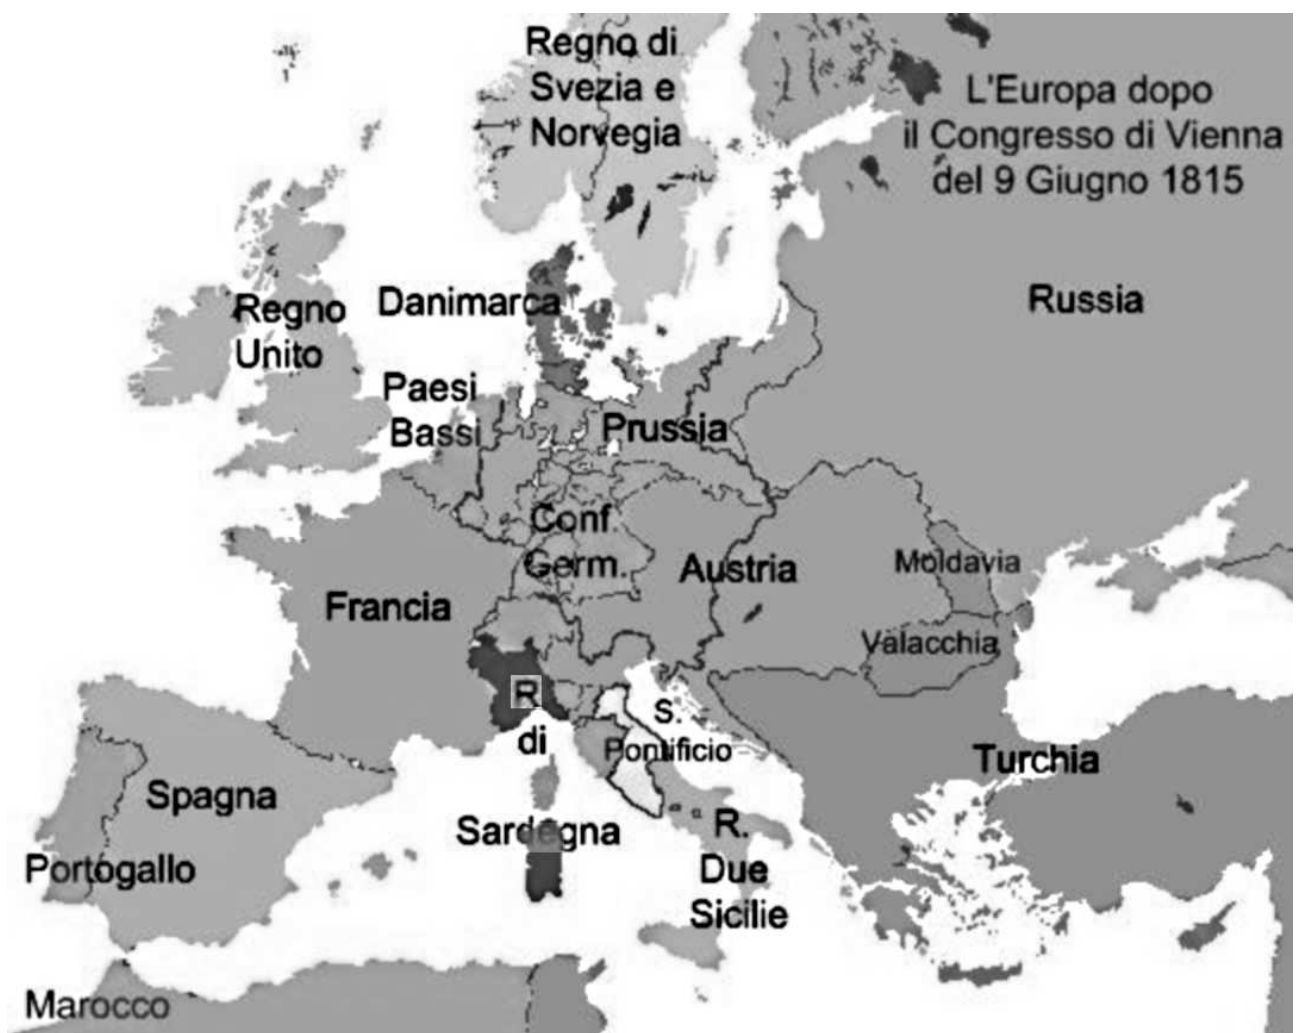 Regno di
Svezia e
Norvegia
L'Europa dopo
il Congresso di Vienna
del 9 Giugno 1815
Regno
Unito
Danimarca
Russia
Paesi
Bassi
Prussia
Conf.
Germ.
Austria
Moldavia
Francia
Valacchia
R.
di
Sardegna
S.
Pontificio
Turchia
Spagna
Portogallo
R.
Due
Sicilie
Marocco